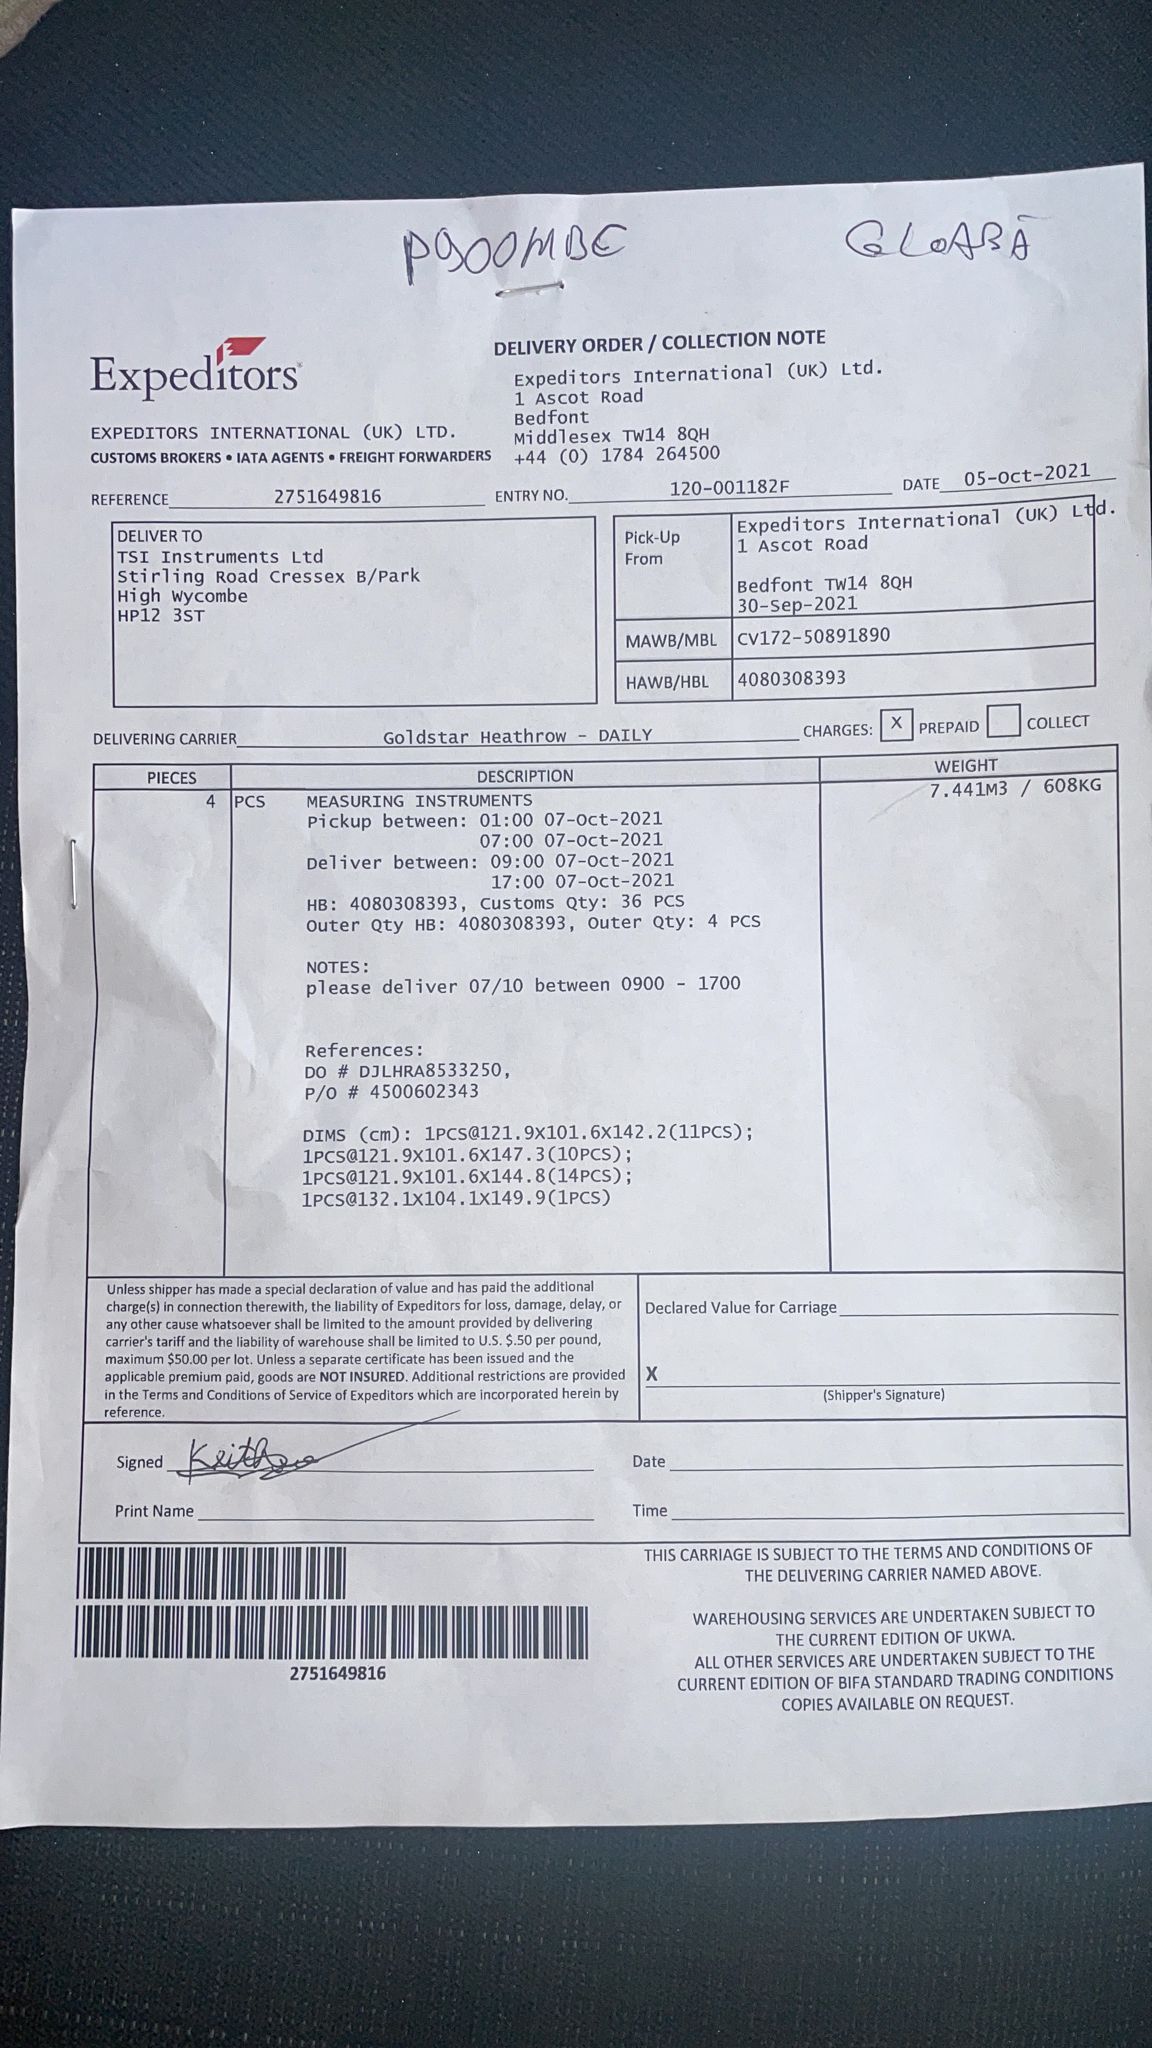 P900MBE
GLOABA
Expeditors
DELIVERY ORDER / COLLECTION NOTE
Expeditors International (UK) Ltd.
1 Ascot Road
Bedfont
Middlesex TW14 8QH
+44 (0) 1784 264500
EXPEDITORS INTERNATIONAL (UK) LTD.
CUSTOMS BROKERS • IATA AGENTS • FREIGHT FORWARDERS
REFERENCE 2751649816 ENTRY NO. 120-001182F DATE 05-Oct-2021
DELIVER TO
TSI Instruments Ltd
Stirling Road Cressex B/Park
High Wycombe
HP12 3ST
Pick-Up
From
Expeditors International (UK) Ltd.
1 Ascot Road
Bedfont TW14 8QH
30-Sep-2021
MAWB/MBL CV172-50891890
HAWB/HBL 4080308393
DELIVERING CARRIER Goldstar Heathrow - DAILY CHARGES: X PREPAID COLLECT
PIECES DESCRIPTION WEIGHT
4 PCS MEASURING INSTRUMENTS 7.441M3 / 608KG
Pickup between: 01:00 07-Oct-2021
07:00 07-Oct-2021
Deliver between: 09:00 07-Oct-2021
17:00 07-Oct-2021
HB: 4080308393, Customs Qty: 36 PCS
Outer Qty HB: 4080308393, Outer Qty: 4 PCS
NOTES:
please deliver 07/10 between 0900 - 1700
References:
DO # DJLHRA8533250,
P/O # 4500602343
DIMS (cm): 1PCS@121.9X101.6X142.2(11PCS);
1PCS@121.9X101.6X147.3(10PCS);
1PCS@121.9X101.6X144.8(14PCS);
1PCS@132.1X104.1X149.9(1PCS)
Unless shipper has made a special declaration of value and has paid the additional
charge(s) in connection therewith, the liability of Expeditors for loss, damage, delay, or
any other cause whatsoever shall be limited to the amount provided by delivering
carrier's tariff and the liability of warehouse shall be limited to U.S. $.50 per pound,
maximum $50.00 per lot. Unless a separate certificate has been issued and the
applicable premium paid, goods are NOT INSURED. Additional restrictions are provided
in the Terms and Conditions of Service of Expeditors which are incorporated herein by
reference.
Declared Value for Carriage
X
(Shipper's Signature)
Signed
Date
Print Name
Time
2751649816
THIS CARRIAGE IS SUBJECT TO THE TERMS AND CONDITIONS OF
THE DELIVERING CARRIER NAMED ABOVE.
WAREHOUSING SERVICES ARE UNDERTAKEN SUBJECT TO
THE CURRENT EDITION OF UKWA.
ALL OTHER SERVICES ARE UNDERTAKEN SUBJECT TO THE
CURRENT EDITION OF BIFA STANDARD TRADING CONDITIONS
COPIES AVAILABLE ON REQUEST.